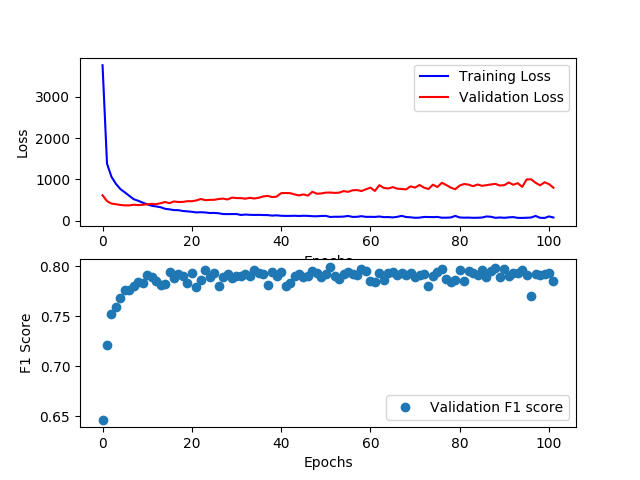 Training Loss
Validation Loss
Loss
3000
2000
1000
0
0
20
40
60
80
100
Epochs
F1 Score
0.80
0.75
0.70
0.65
Validation F1 score
0
20
40
60
80
100
Epochs